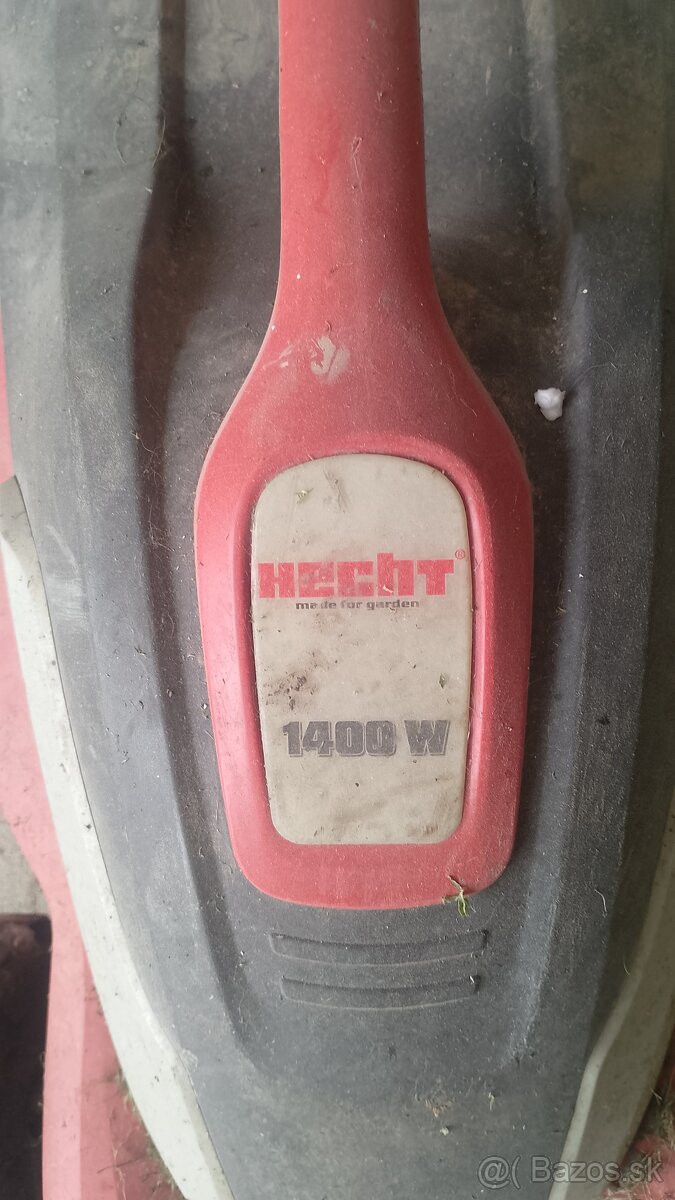 HECHT®
made for garden
1400 W
@( Bazos.sk